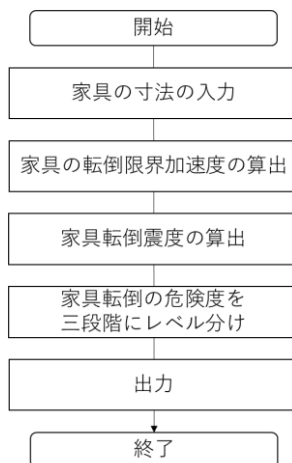 開始
家具の寸法の入力
家具の転倒限界加速度の算出
家具転倒震度の算出
家具転倒の危険度を
三段階にレベル分け
出力
終了